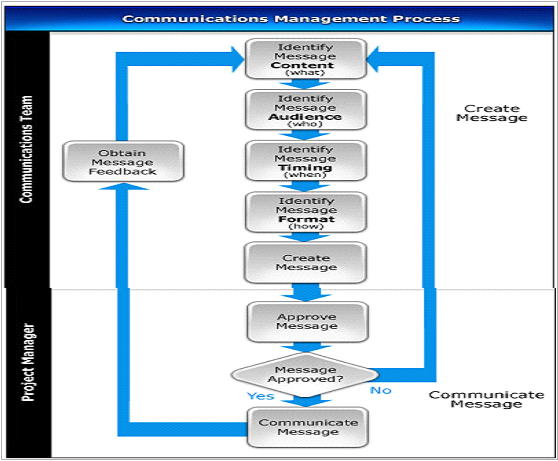 Communications Management Process
Communications Team
Identify
Message
Content
(what)
Identify
Message
Audience
(who)
Create
Message
Obtain
Message
Feedback
Identify
Message
Timing
(when)
Identify
Message
Format
(how)
Create
Message
Project Manager
Approve
Message
Message
Approved?
Yes
No
Communicate
Message
Communicate
Message